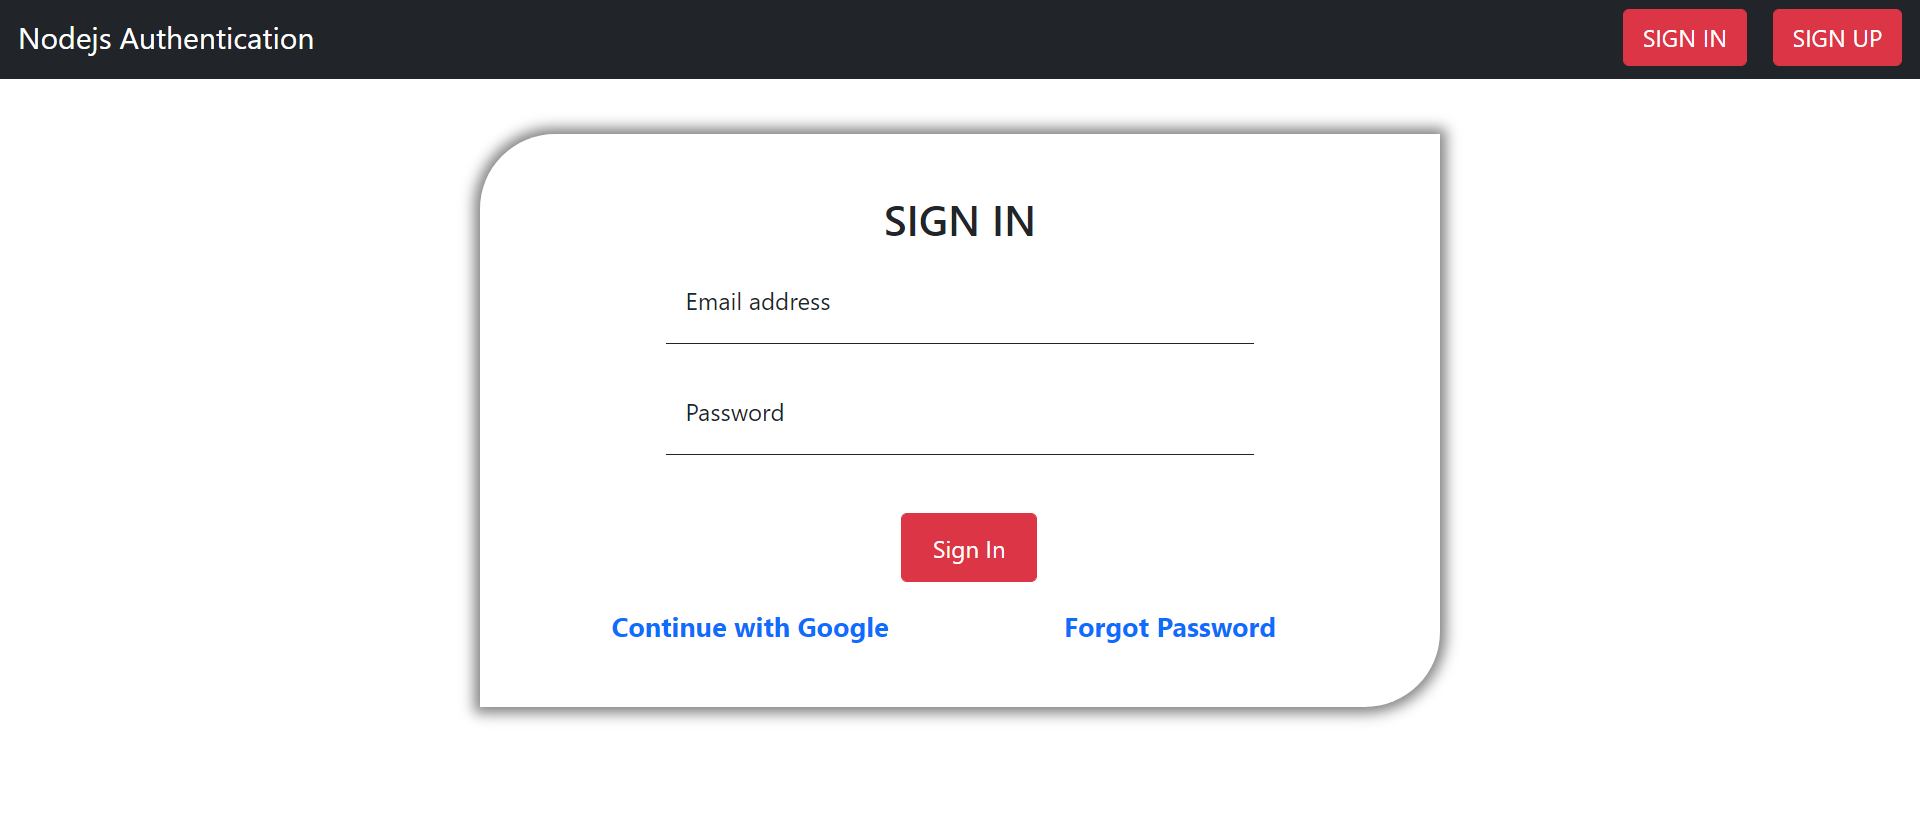 Nodejs Authentication SIGN IN SIGN UP
SIGN IN
Email address
Password
Sign In
Continue with Google Forgot Password